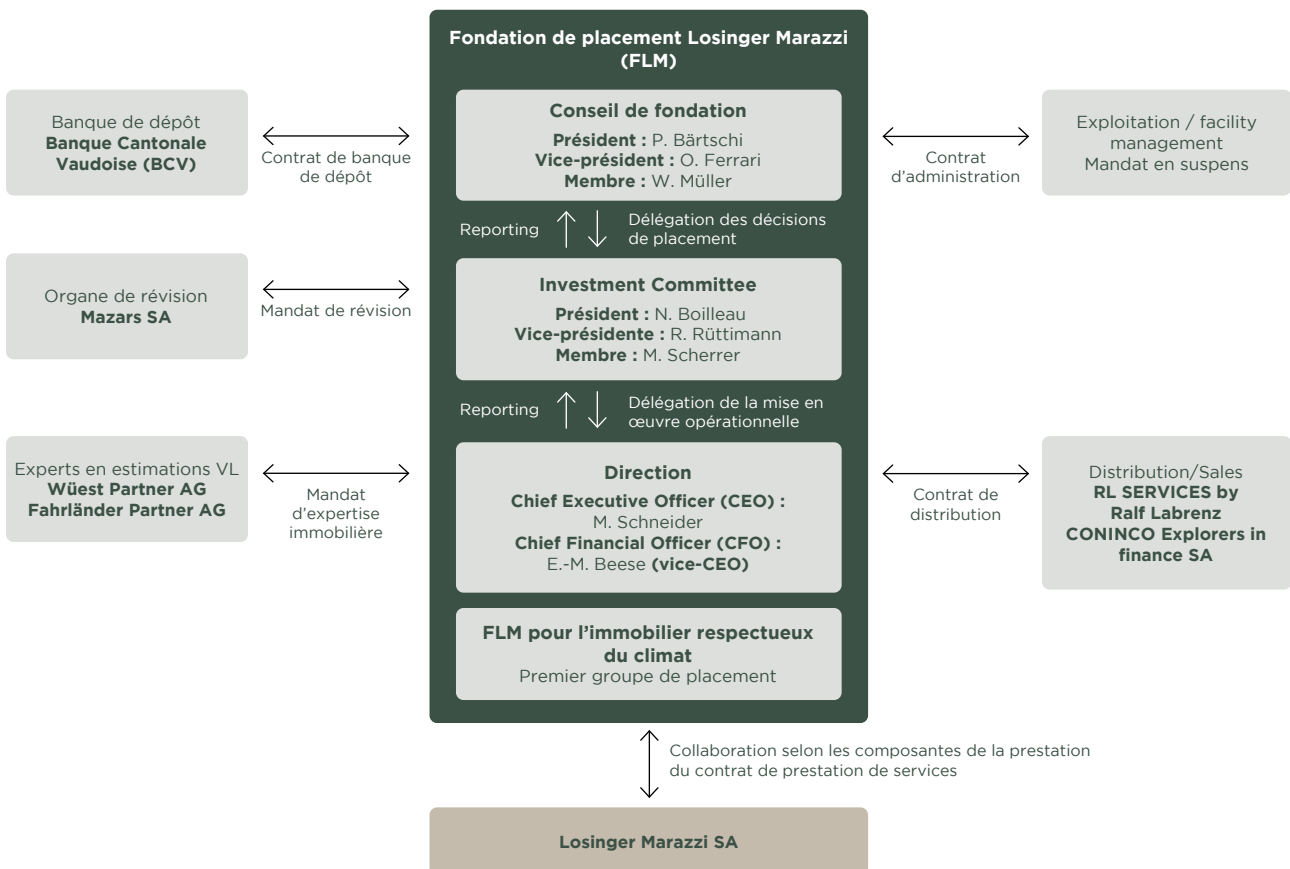 Fondation de placement Losinger Marazzi
(FLM)
Conseil de fondation
Président : P. Bärtschi
Vice-président : O. Ferrari
Membre : W. Müller
Reporting
Délégation des décisions
de placement
Investment Committee
Président : N. Boilleau
Vice-présidente : R. Rüttimann
Membre : M. Scherrer
Reporting
Délégation de la mise en
œuvre opérationnelle
Direction
Chief Executive Officer (CEO) :
M. Schneider
Chief Financial Officer (CFO) :
E.-M. Beese (vice-CEO)
FLM pour l’immobilier respectueux
du climat
Premier groupe de placement
Banque de dépôt
Banque Cantonale
Vaudoise (BCV)
Contrat de banque
de dépôt
Organe de révision
Mazars SA
Mandat de révision
Experts en estimations VL
Wüest Partner AG
Fahrländer Partner AG
Mandat
d’expertise
immobilière
Contrat
d’administration
Exploitation / facility
management
Mandat en suspens
Contrat de
distribution
Distribution/Sales
RL SERVICES by
Ralf Labrenz
CONINCO Explorers in
finance SA
Collaboration selon les composantes de la prestation
du contrat de prestation de services
Losinger Marazzi SA